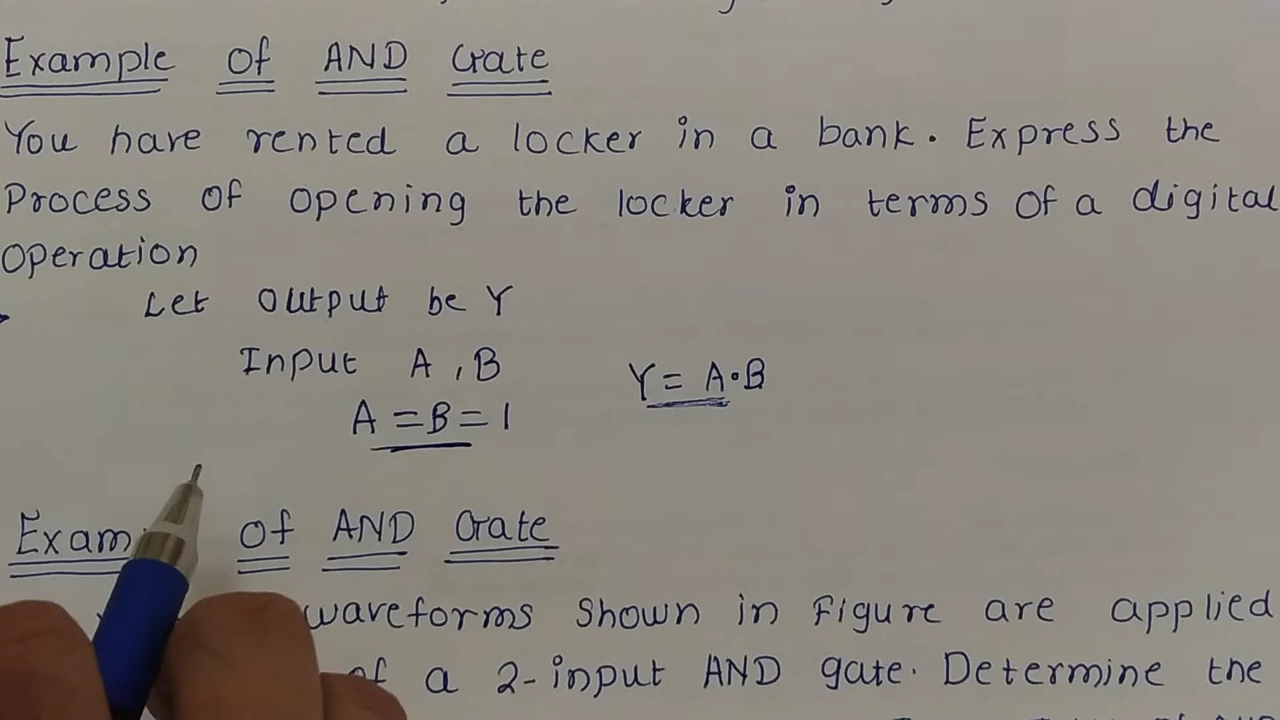 Example of AND Gate
You have rented a locker in a bank. Express the
Process of opening the locker in terms of a digital
operation
Let output be Y
Input A , B
Y = A·B
A = B = 1
Of AND Gate
waveforms shown in Figure are applied
of a 2-input AND gate. Determine the